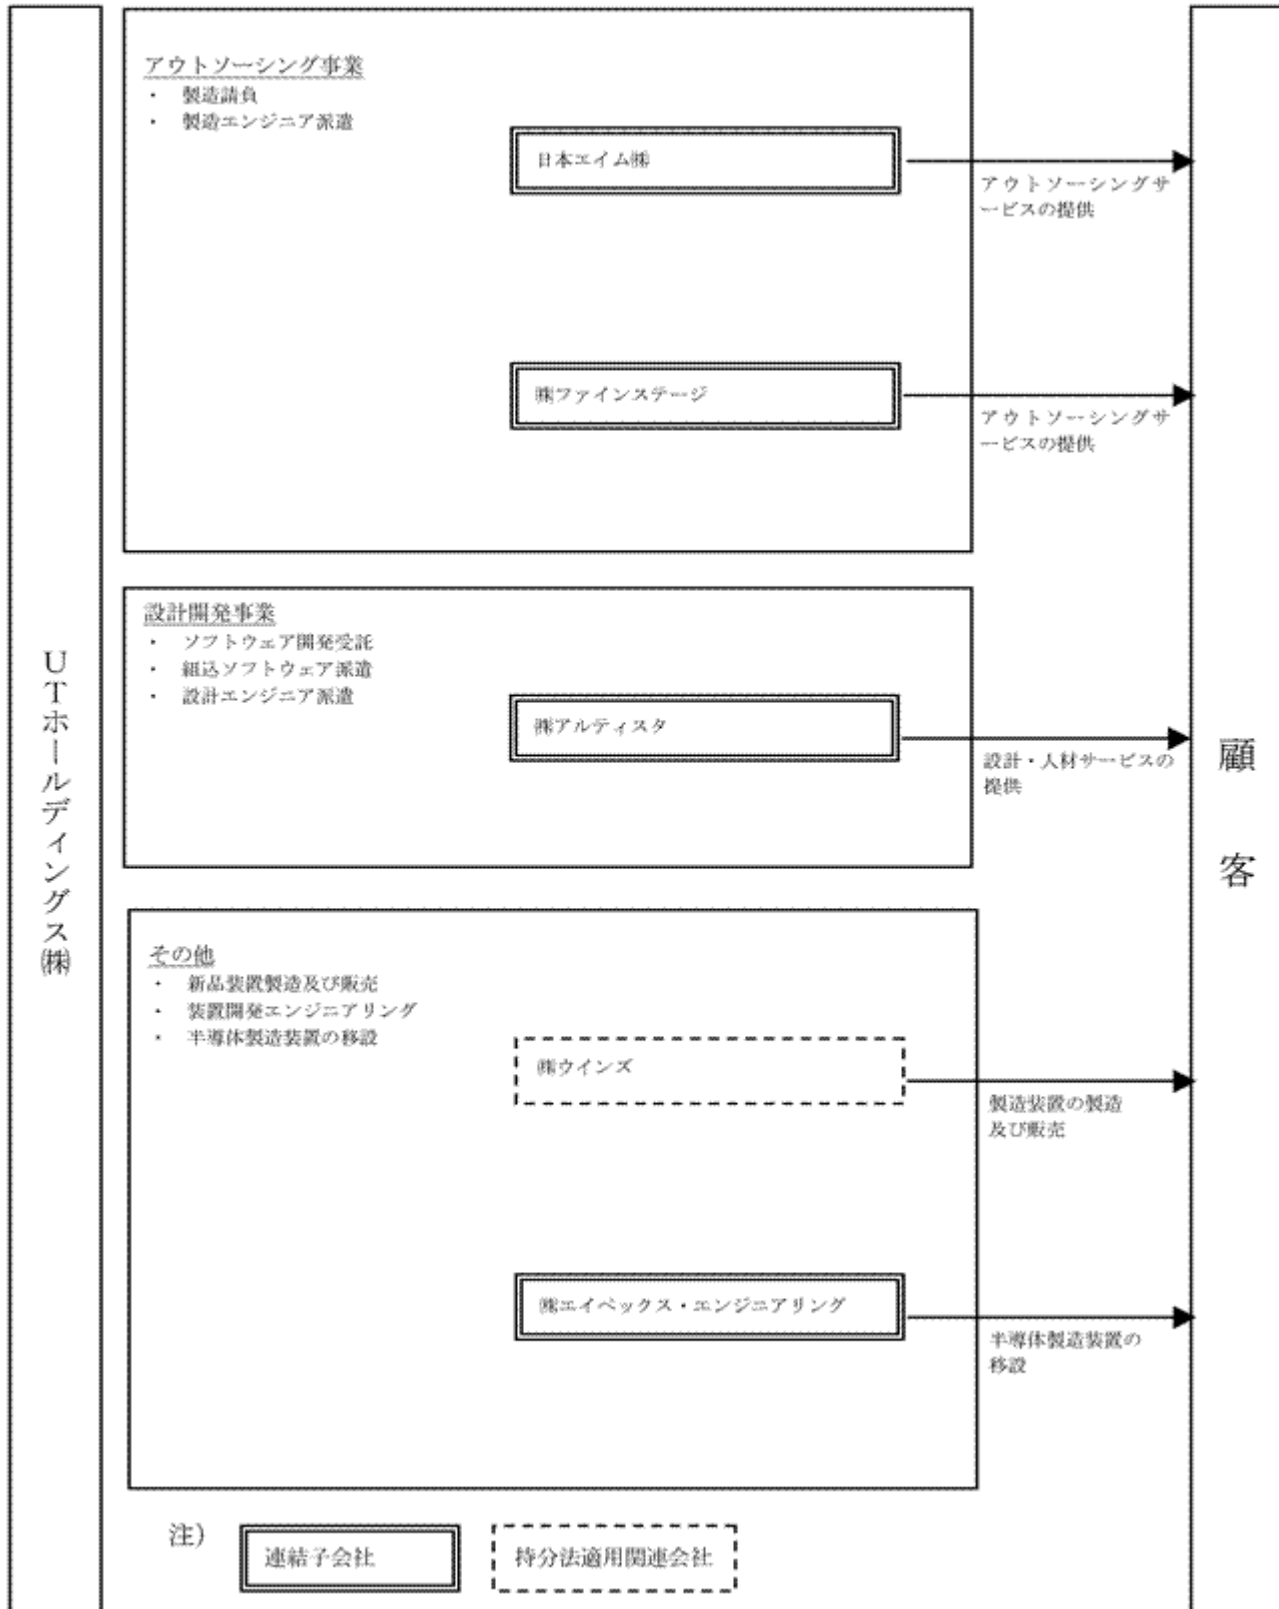 UTホールディングス㈱
アウトソーシング事業
・ 製造請負
・ 製造エンジニア派遣
日本エイム㈱
アウトソーシングサ
ービスの提供
㈱ファインステージ
アウトソーシングサ
ービスの提供
設計開発事業
・ ソフトウェア開発受託
・ 組込ソフトウェア派遣
・ 設計エンジニア派遣
㈱アルティスタ
設計・人材サービスの
提供
その他
・ 新品装置製造及び販売
・ 装置開発エンジニアリング
・ 半導体製造装置の移設
㈱ウインズ
製造装置の製造
及び販売
㈱エイペックス・エンジニアリング
半導体製造装置の
移設
顧客
注）
連結子会社
持分法適用関連会社